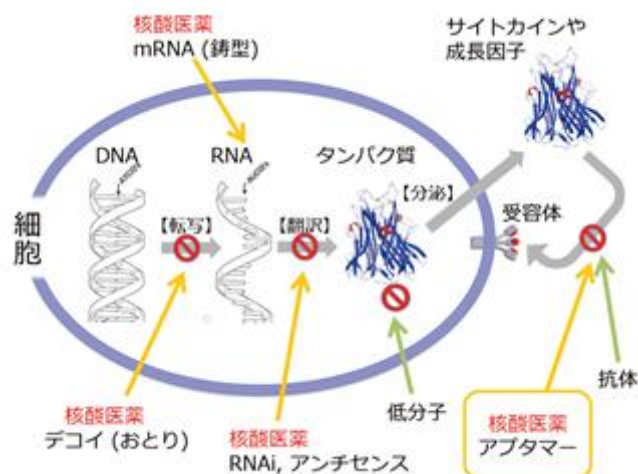 核酸医薬
mRNA (鋳型)
サイトカインや
成長因子
DNA
RNA
タンパク質
【分泌】
細胞
【転写】
【翻訳】
受容体
核酸医薬
デコイ (おとり)
核酸医薬
RNAi, アンチセンス
低分子
核酸医薬
アプタマー
抗体